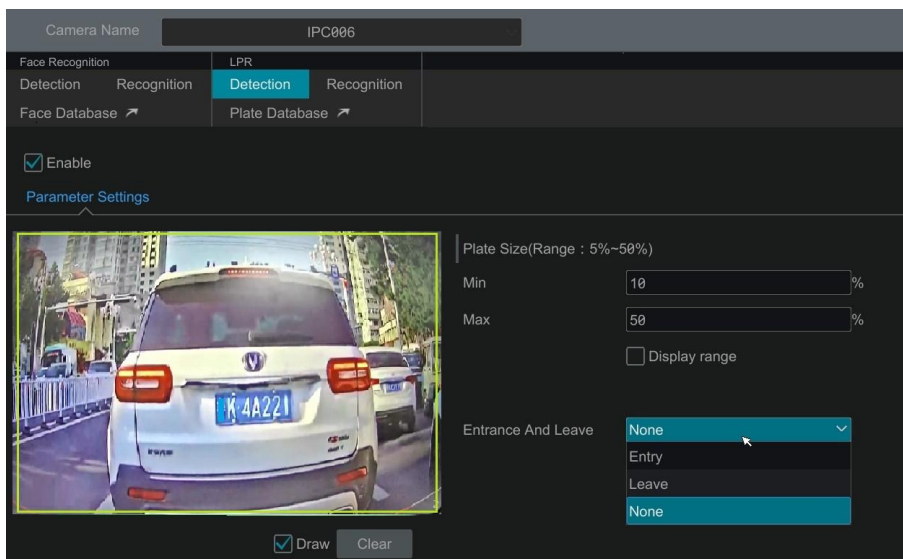 Camera Name IPC006
Face Recognition LPR
Detection Recognition Detection Recognition
Face Database Plate Database
Enable
Parameter Settings
Plate Size(Range : 5%~50%)
Min 10 %
Max 50 %
Display range
Entrance And Leave None
Entry
Leave
None
K 4A221
Draw Clear